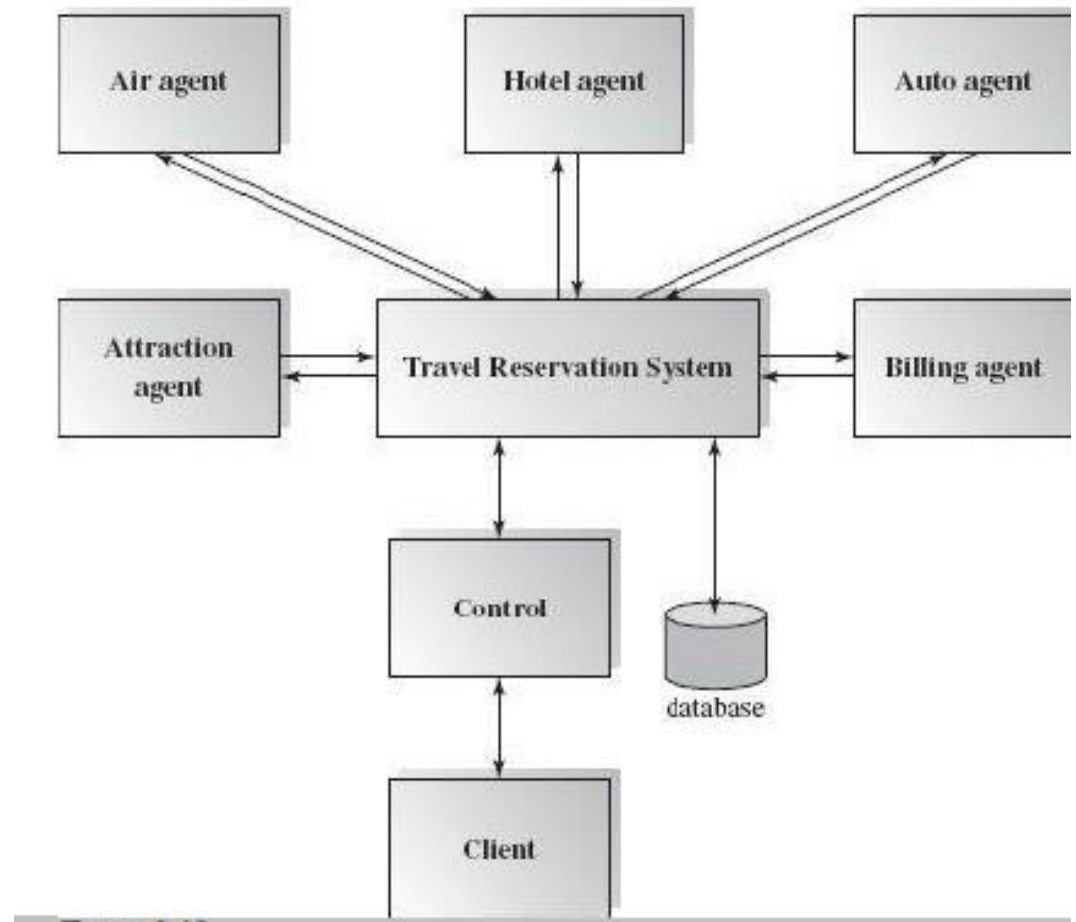 Air agent
Hotel agent
Auto agent
Attraction
agent
Travel Reservation System
Billing agent
Control
database
Client